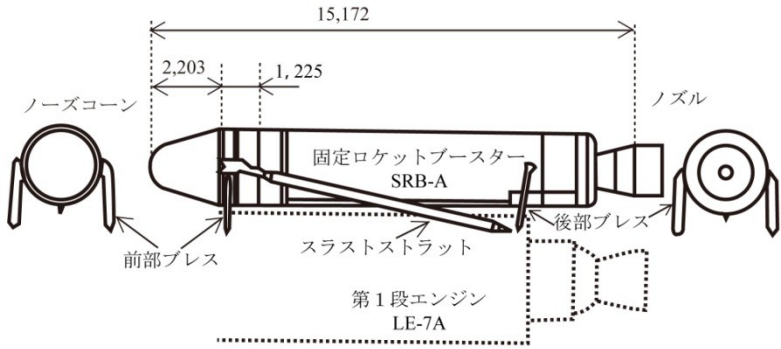 15,172
2,203
1,225
ノーズコーン
ノズル
固定ロケットブースター
SRB-A
前部ブレス
スラストストラット
後部ブレス
第１段エンジン
LE-7A